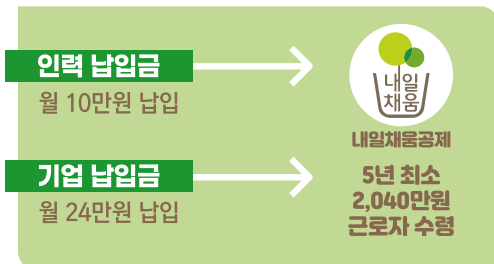 인력 납입금
월 10만원 납입
기업 납입금
월 24만원 납입
내일
채움
내일채움공제
5년 최소
2,040만원
근로자 수령